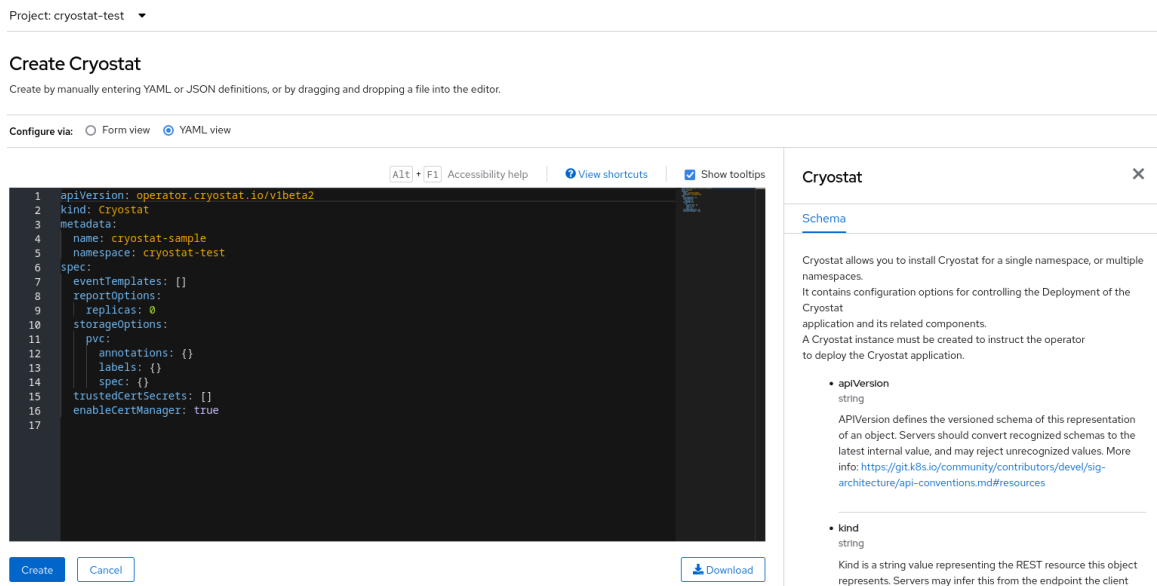 Project: cryostat-test
Create Cryostat
Create by manually entering YAML or JSON definitions, or by dragging and dropping a file into the editor.
Configure via: Form view YAML view
Alt + F1 Accessibility help View shortcuts Show tooltips
1 apiVersion: operator.cryostat.io/v1beta2
2 kind: Cryostat
3 metadata:
4   name: cryostat-sample
5   namespace: cryostat-test
6 spec:
7   eventTemplates: []
8   reportOptions:
9     replicas: 0
10   storageOptions:
11     pvc:
12       annotations: {}
13       labels: {}
14       spec: {}
15   trustedCertSecrets: []
16   enableCertManager: true
17
Create Cancel Download
Cryostat
Schema
Cryostat allows you to install Cryostat for a single namespace, or multiple
namespaces.
It contains configuration options for controlling the Deployment of the
Cryostat
application and its related components.
A Cryostat instance must be created to instruct the operator
to deploy the Cryostat application.
• apiVersion
string
APIVersion defines the versioned schema of this representation
of an object. Servers should convert recognized schemas to the
latest internal value, and may reject unrecognized values. More
info: https://git.k8s.io/community/contributors/devel/sig-
architecture/api-conventions.md#resources
• kind
string
Kind is a string value representing the REST resource this object
represents. Servers may infer this from the endpoint the client